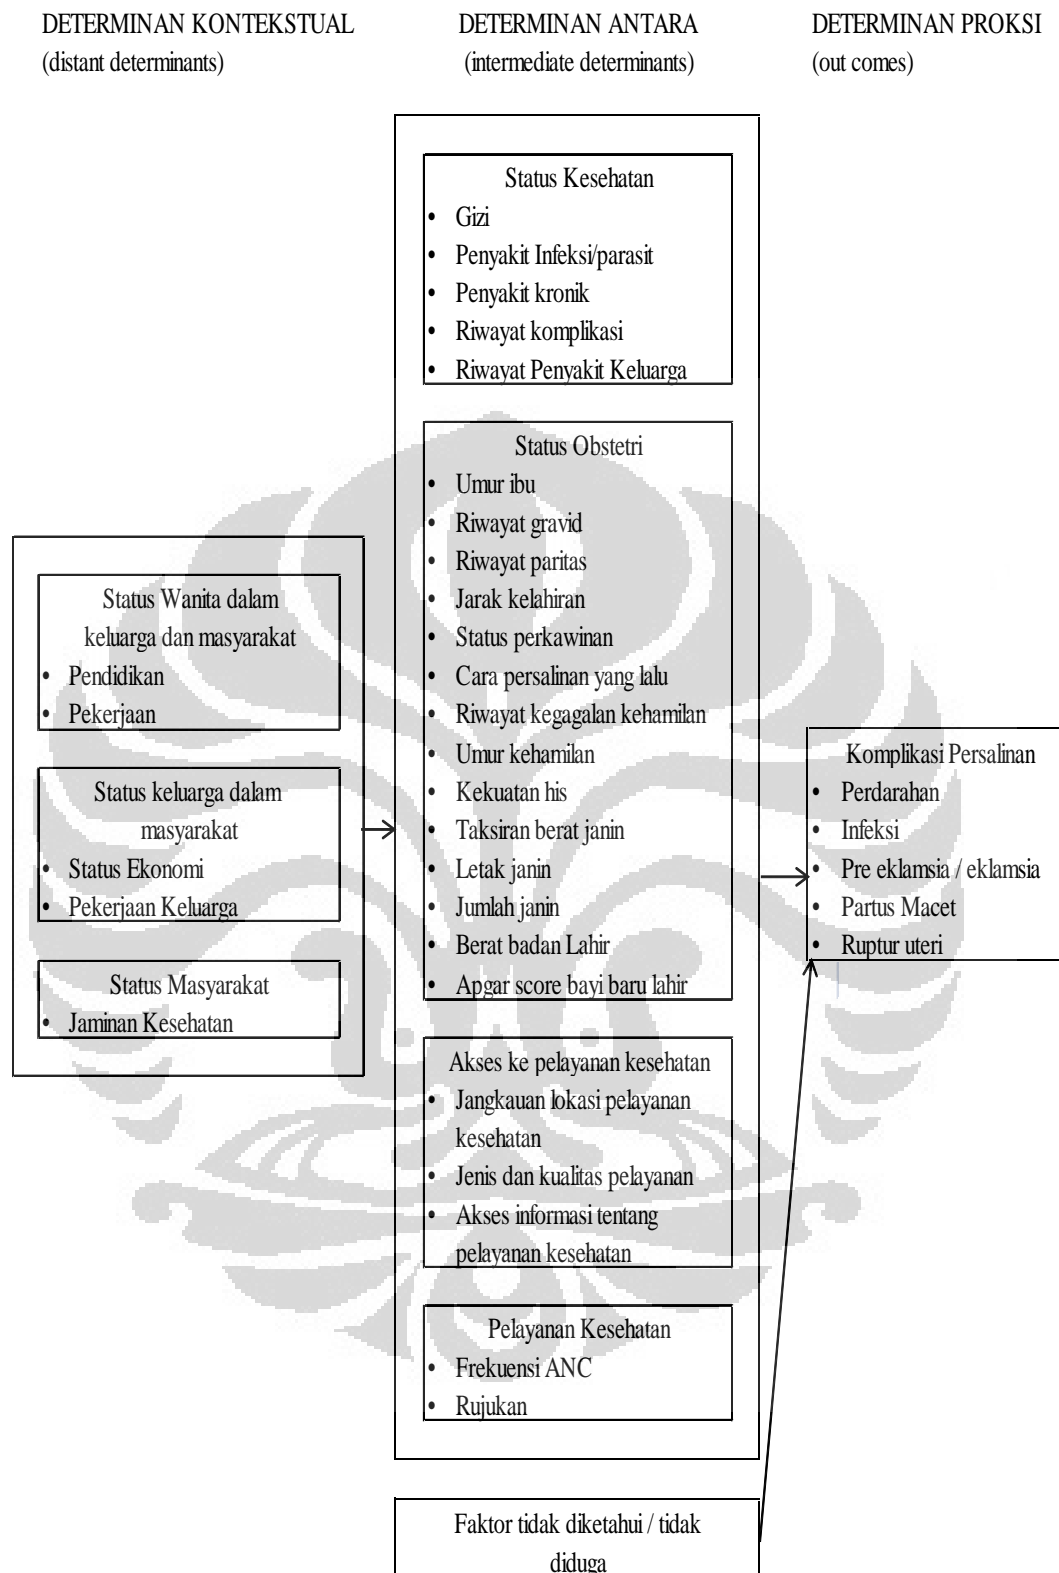 DETERMINAN KONTEKSTUAL
(distant determinants)
DETERMINAN ANTARA
(intermediate determinants)
DETERMINAN PROKSI
(out comes)
Status Wanita dalam
keluarga dan masyarakat
• Pendidikan
• Pekerjaan
Status keluarga dalam
masyarakat
• Status Ekonomi
• Pekerjaan Keluarga
Status Masyarakat
• Jaminan Kesehatan
Status Kesehatan
• Gizi
• Penyakit Infeksi/parasit
• Penyakit kronik
• Riwayat komplikasi
• Riwayat Penyakit Keluarga
Status Obstetri
• Umur ibu
• Riwayat gravid
• Riwayat paritas
• Jarak kelahiran
• Status perkawinan
• Cara persalinan yang lalu
• Riwayat kegagalan kehamilan
• Umur kehamilan
• Kekuatan his
• Taksiran berat janin
• Letak janin
• Jumlah janin
• Berat badan Lahir
• Apgar score bayi baru lahir
Akses ke pelayanan kesehatan
• Jangkauan lokasi pelayanan
kesehatan
• Jenis dan kualitas pelayanan
• Akses informasi tentang
pelayanan kesehatan
Pelayanan Kesehatan
• Frekuensi ANC
• Rujukan
Faktor tidak diketahui / tidak
diduga
Komplikasi Persalinan
• Perdarahan
• Infeksi
• Pre eklamsia / eklamsia
• Partus Macet
• Ruptur uteri